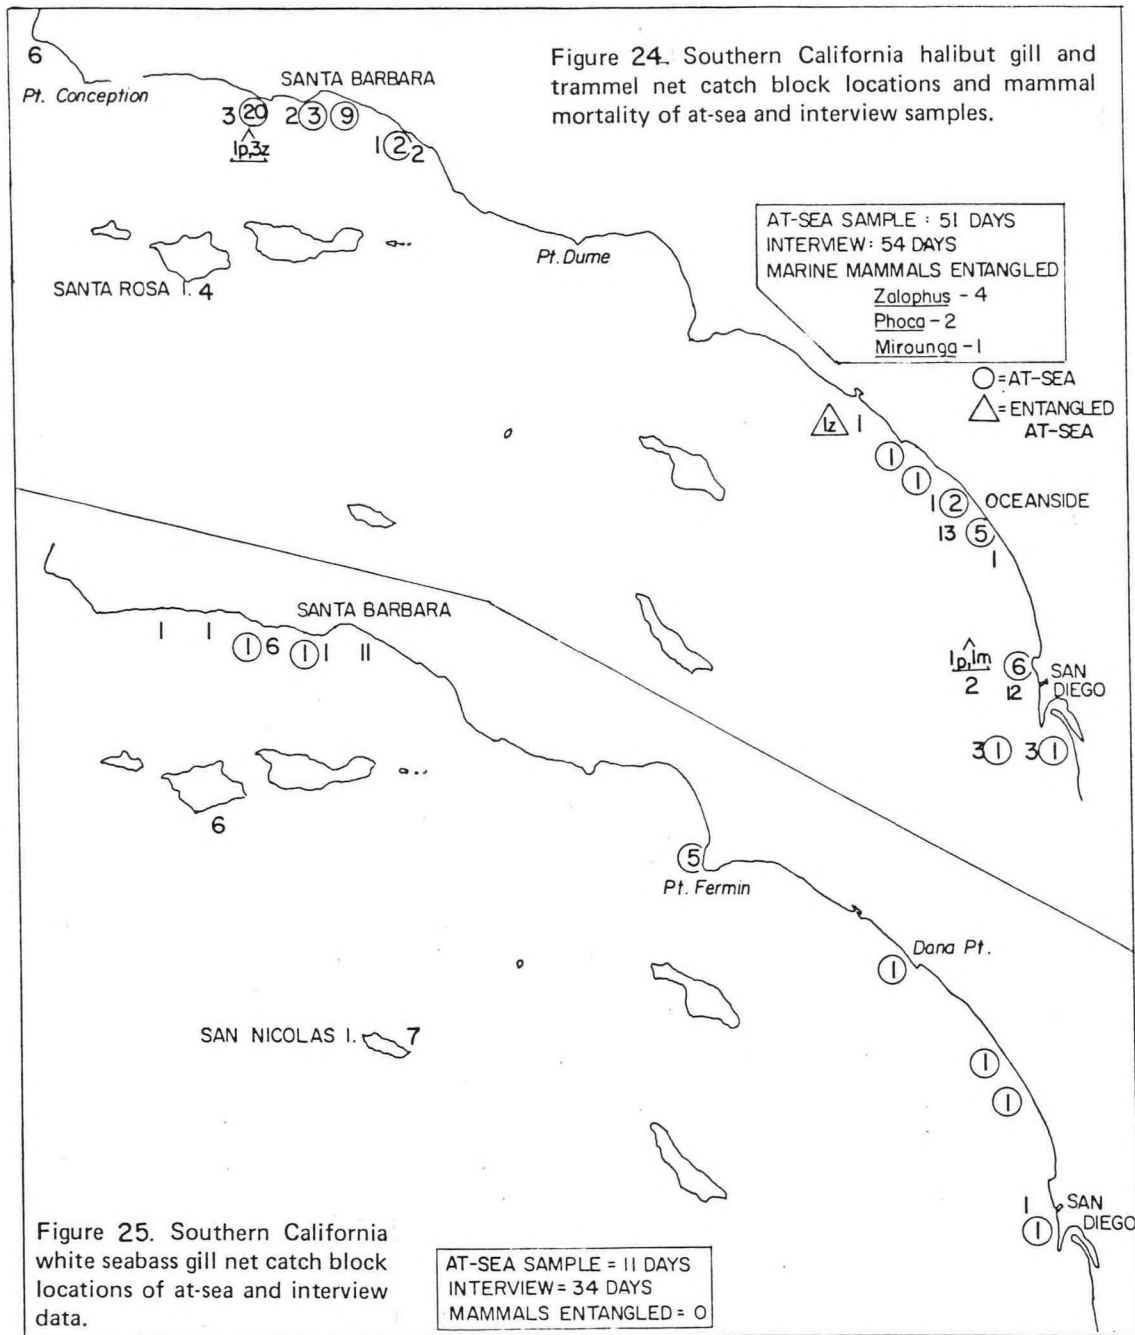 Figure 24. Southern California halibut gill and
trammel net catch block locations and mammal
mortality of at-sea and interview samples.
6
Pt. Conception
SANTA BARBARA
3 20 2 3 9
1p,3z
1 2 2
Pt. Dume
SANTA ROSA I. 4
AT-SEA SAMPLE : 51 DAYS
INTERVIEW: 54 DAYS
MARINE MAMMALS ENTANGLED
Zalophus - 4
Phoca - 2
Mirounga - 1
=AT-SEA
=ENTANGLED
AT-SEA
1z 1
1
1
1 2 OCEANSIDE
13 5
1
1p,1m 6 SAN
DIEGO
2 12
3 1 3 1
SANTA BARBARA
1 1 1 6 1 1 11
6
5
Pt. Fermin
Dana Pt.
1
SAN NICOLAS I. 7
1
1
1 SAN
DIEGO
1
Figure 25. Southern California
white seabass gill net catch block
locations of at-sea and interview
data.
AT-SEA SAMPLE = 11 DAYS
INTERVIEW = 34 DAYS
MAMMALS ENTANGLED = 0